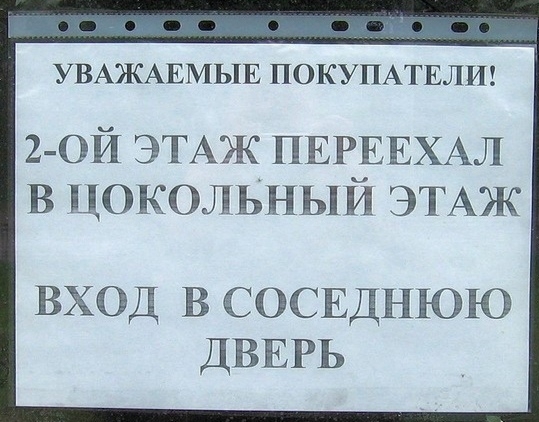 УВАЖАЕМЫЕ ПОКУПАТЕЛИ!
2-ОЙ ЭТАЖ ПЕРЕЕХАЛ
В ЦОКОЛЬНЫЙ ЭТАЖ
ВХОД В СОСЕДНЮЮ
ДВЕРЬ